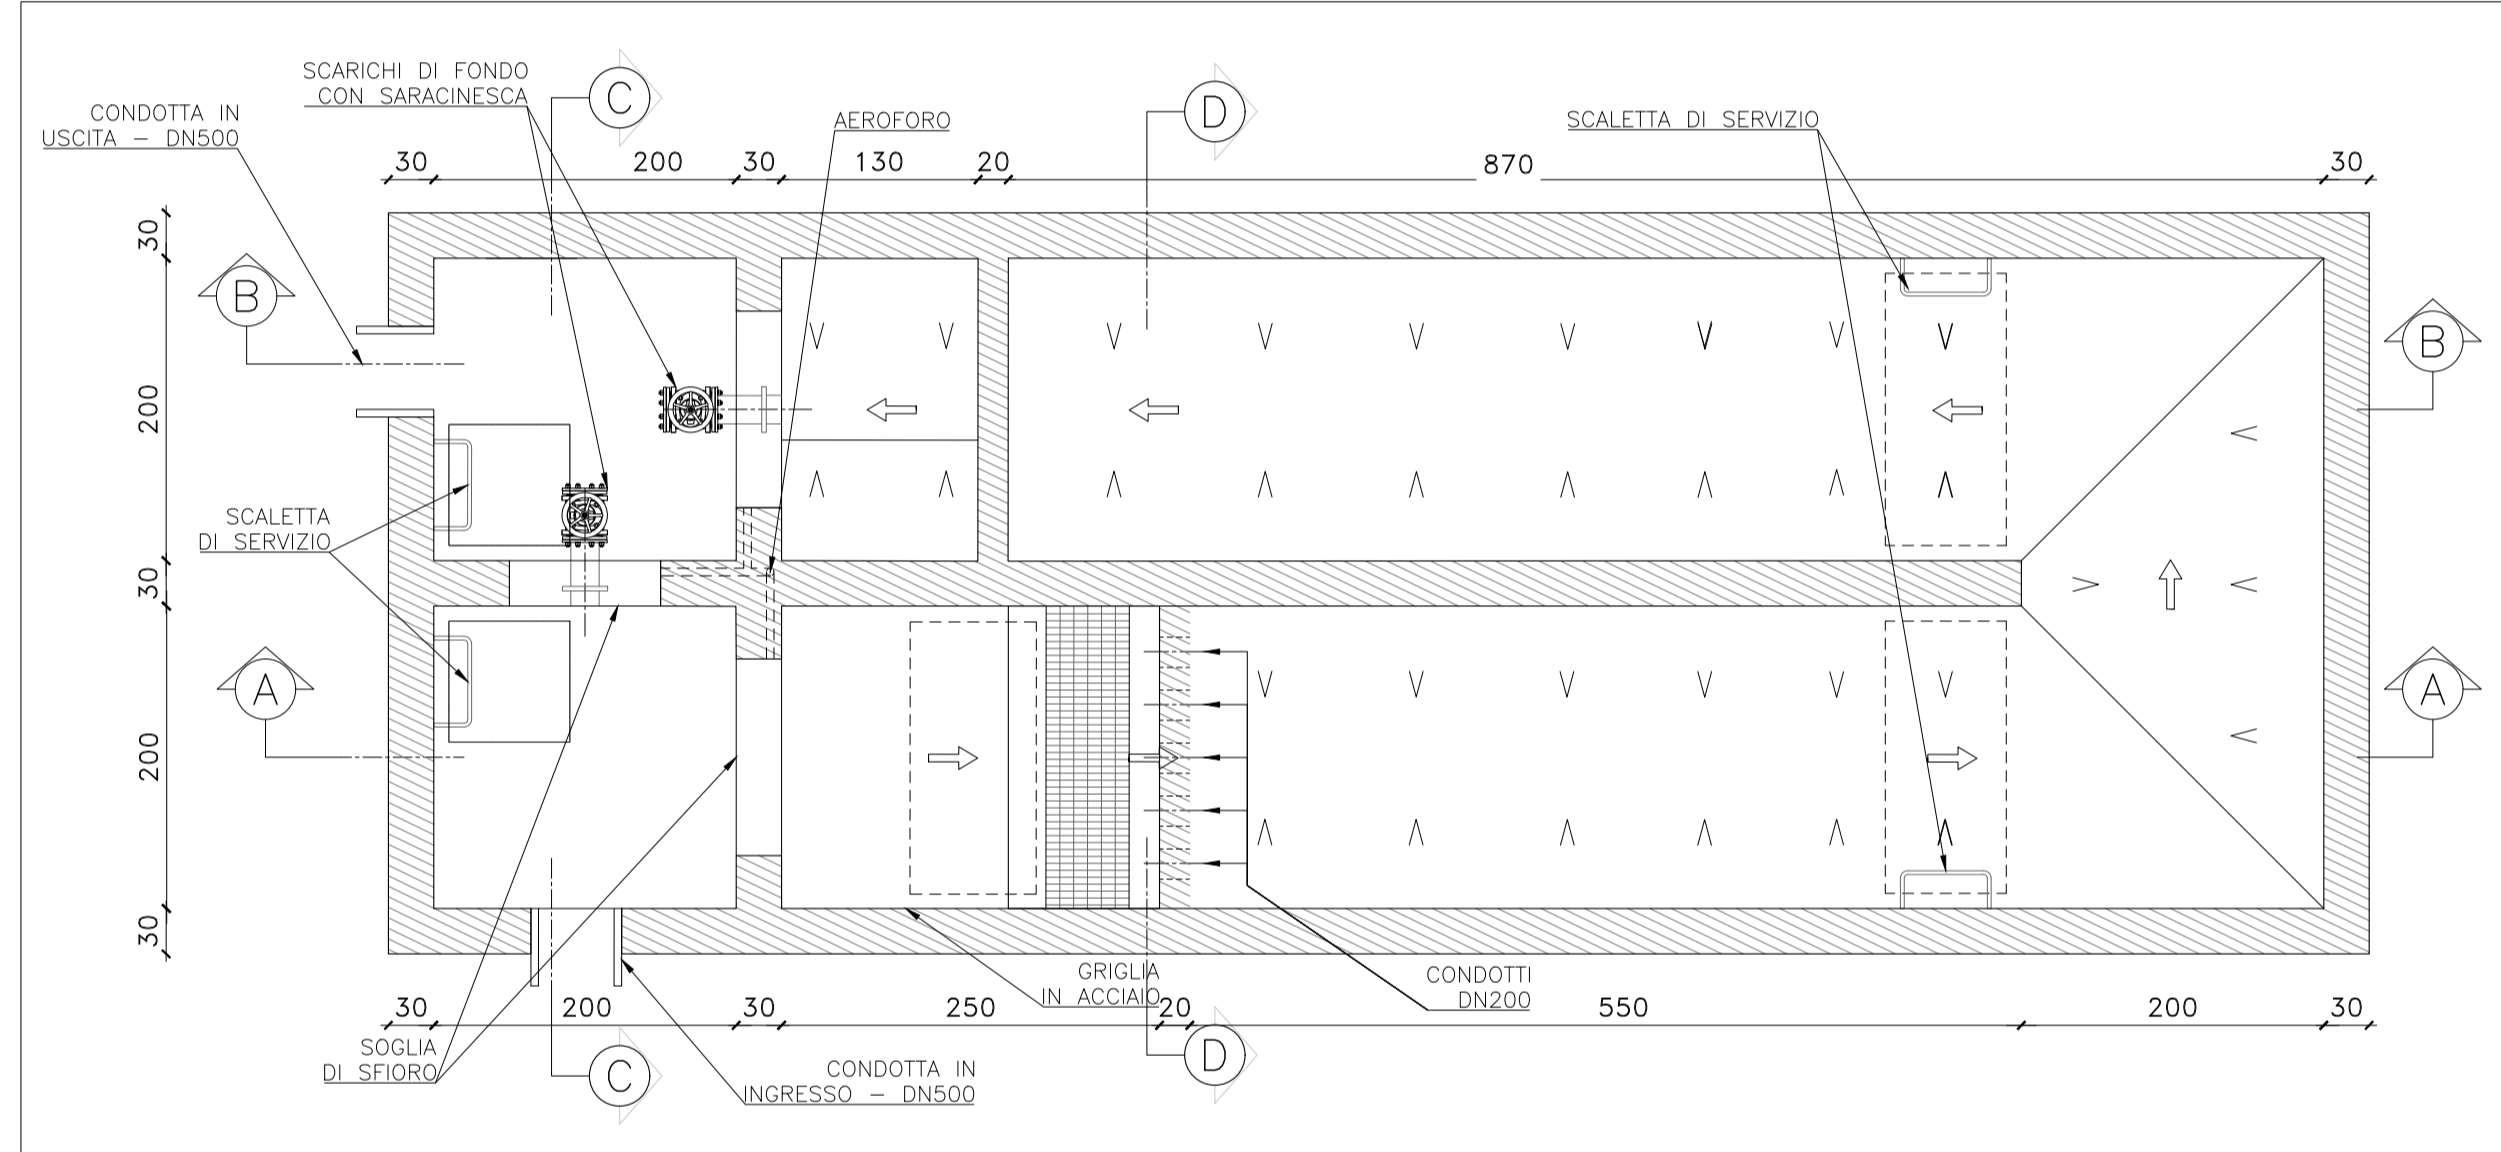 SCARICHI DI FONDO
CON SARACINESCA
C
CONDOTTA IN
USCITA – DN500
AEROFORO
D
SCALETTA DI SERVIZIO
30
200
30
130
20
870
30
30
B
B
200
SCALETTA
DI SERVIZIO
30
A
A
200
30
GRIGLIA
IN ACCIAIO
CONDOTTI
DN200
30
200
30
250
20
550
200
30
SOGLIA
DI SFIORO
C
D
CONDOTTA IN
INGRESSO – DN500